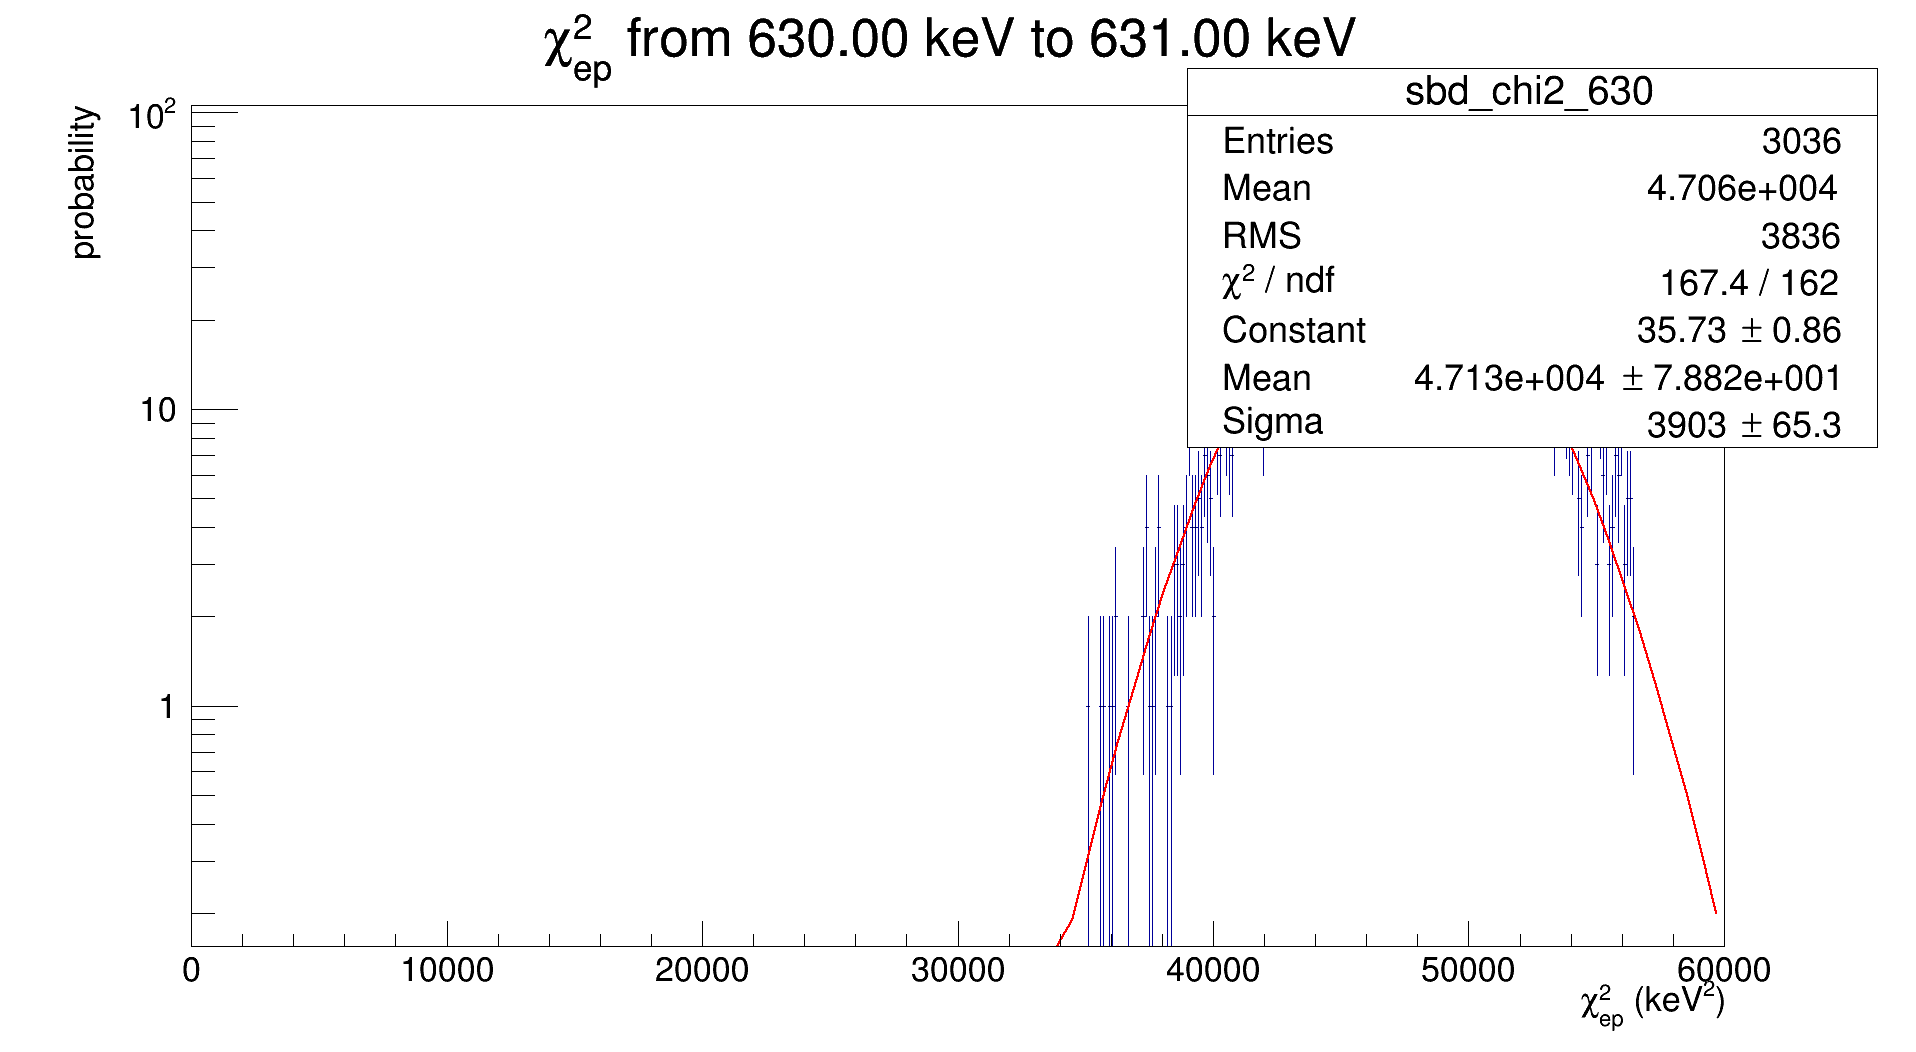 χ²ep from 630.00 keV to 631.00 keV
probability
10²
10
1
sbd_chi2_630
Entries 3036
Mean 4.706e+004
RMS 3836
χ² / ndf 167.4 / 162
Constant 35.73 ± 0.86
Mean 4.713e+004 ± 7.882e+001
Sigma 3903 ± 65.3
0 10000 20000 30000 40000 50000 60000
χ²ep (keV²)